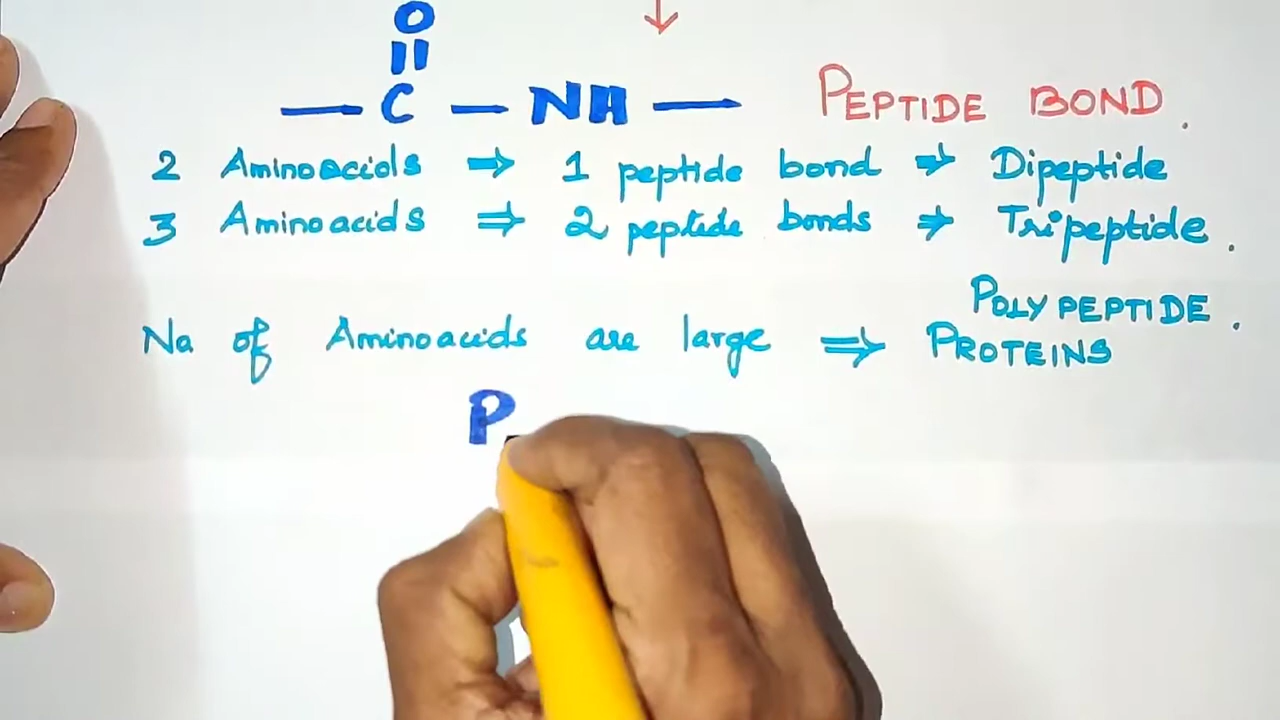 O
||
— C — NH — PEPTIDE BOND.
2 Aminoacids ⇒ 1 peptide bond ⇒ Dipeptide
3 Aminoacids ⇒ 2 peptide bonds ⇒ Tripeptide.
POLYPEPTIDE.
No of Aminoacids are large ⇒ PROTEINS
P